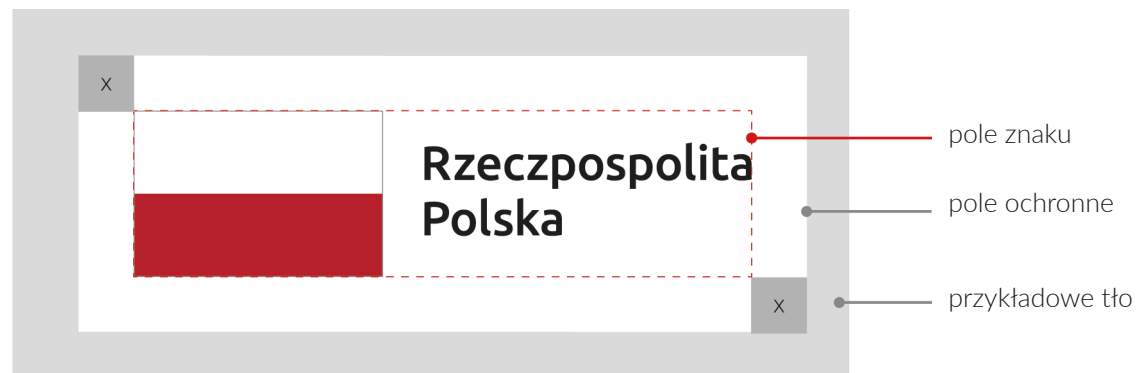 x
Rzeczpospolita
Polska
x
pole znaku
pole ochronne
przykładowe tło